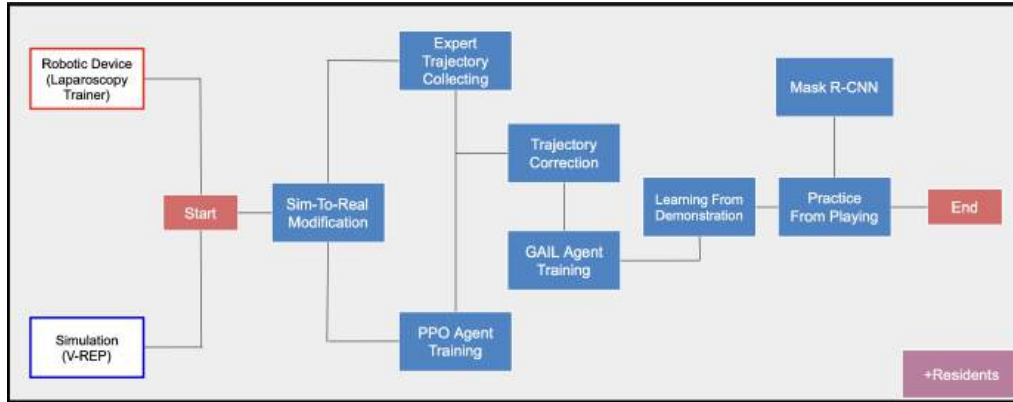 Robotic Device
(Laparoscopy
Trainer)
Simulation
(V-REP)
Start
Sim-To-Real
Modification
Expert
Trajectory
Collecting
PPO Agent
Training
Trajectory
Correction
GAIL Agent
Training
Learning From
Demonstration
Mask R-CNN
Practice
From Playing
End
+Residents